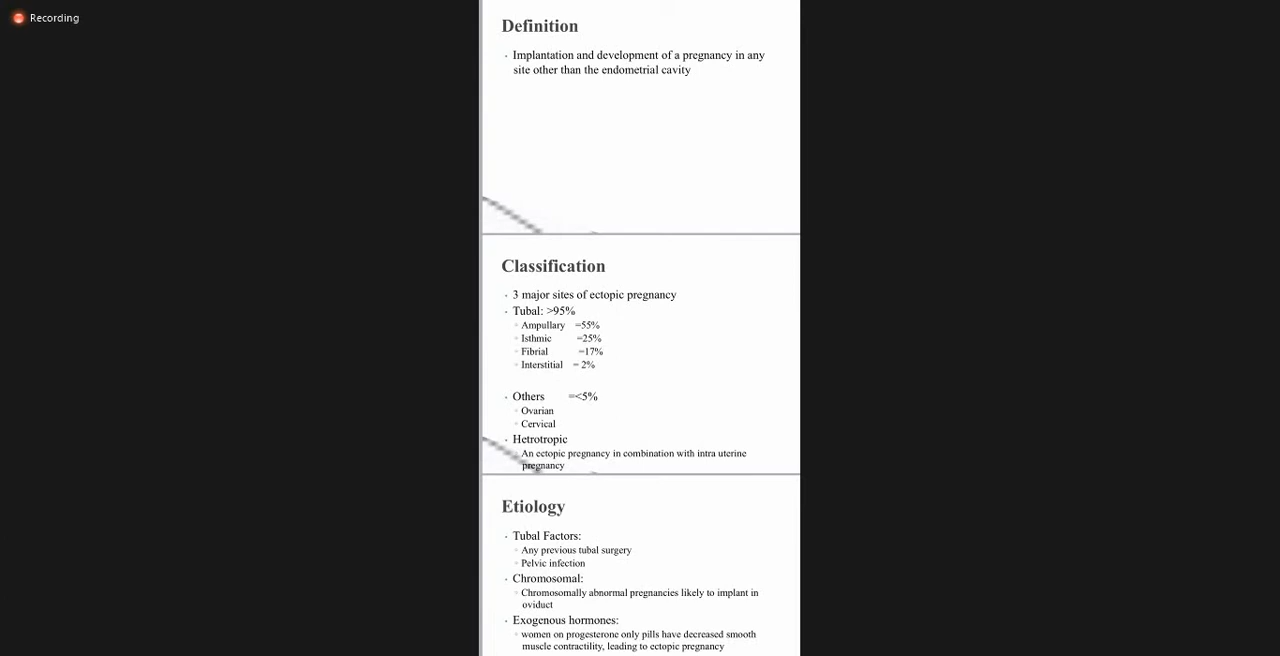 Recording
Definition
Implantation and development of a pregnancy in any
site other than the endometrial cavity
Classification
3 major sites of ectopic pregnancy
Tubal: >95%
Ampullary =55%
Isthmic =25%
Fibrial =17%
Interstitial = 2%
Others =<5%
Ovarian
Cervical
Hetrotropic
An ectopic pregnancy in combination with intra uterine
pregnancy
Etiology
Tubal Factors:
Any previous tubal surgery
Pelvic infection
Chromosomal:
Chromosomally abnormal pregnancies likely to implant in
oviduct
Exogenous hormones:
women on progesterone only pills have decreased smooth
muscle contractility, leading to ectopic pregnancy